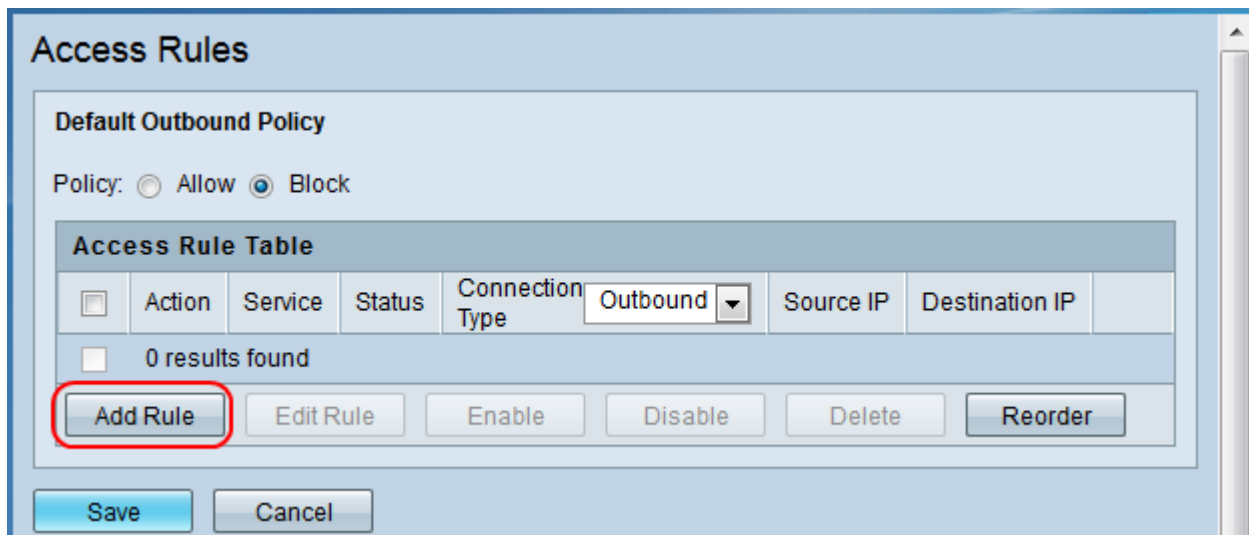 Access Rules
Default Outbound Policy
Policy: Allow Block
Access Rule Table
Action Service Status Connection Type Outbound Source IP Destination IP
0 results found
Add Rule Edit Rule Enable Disable Delete Reorder
Save Cancel